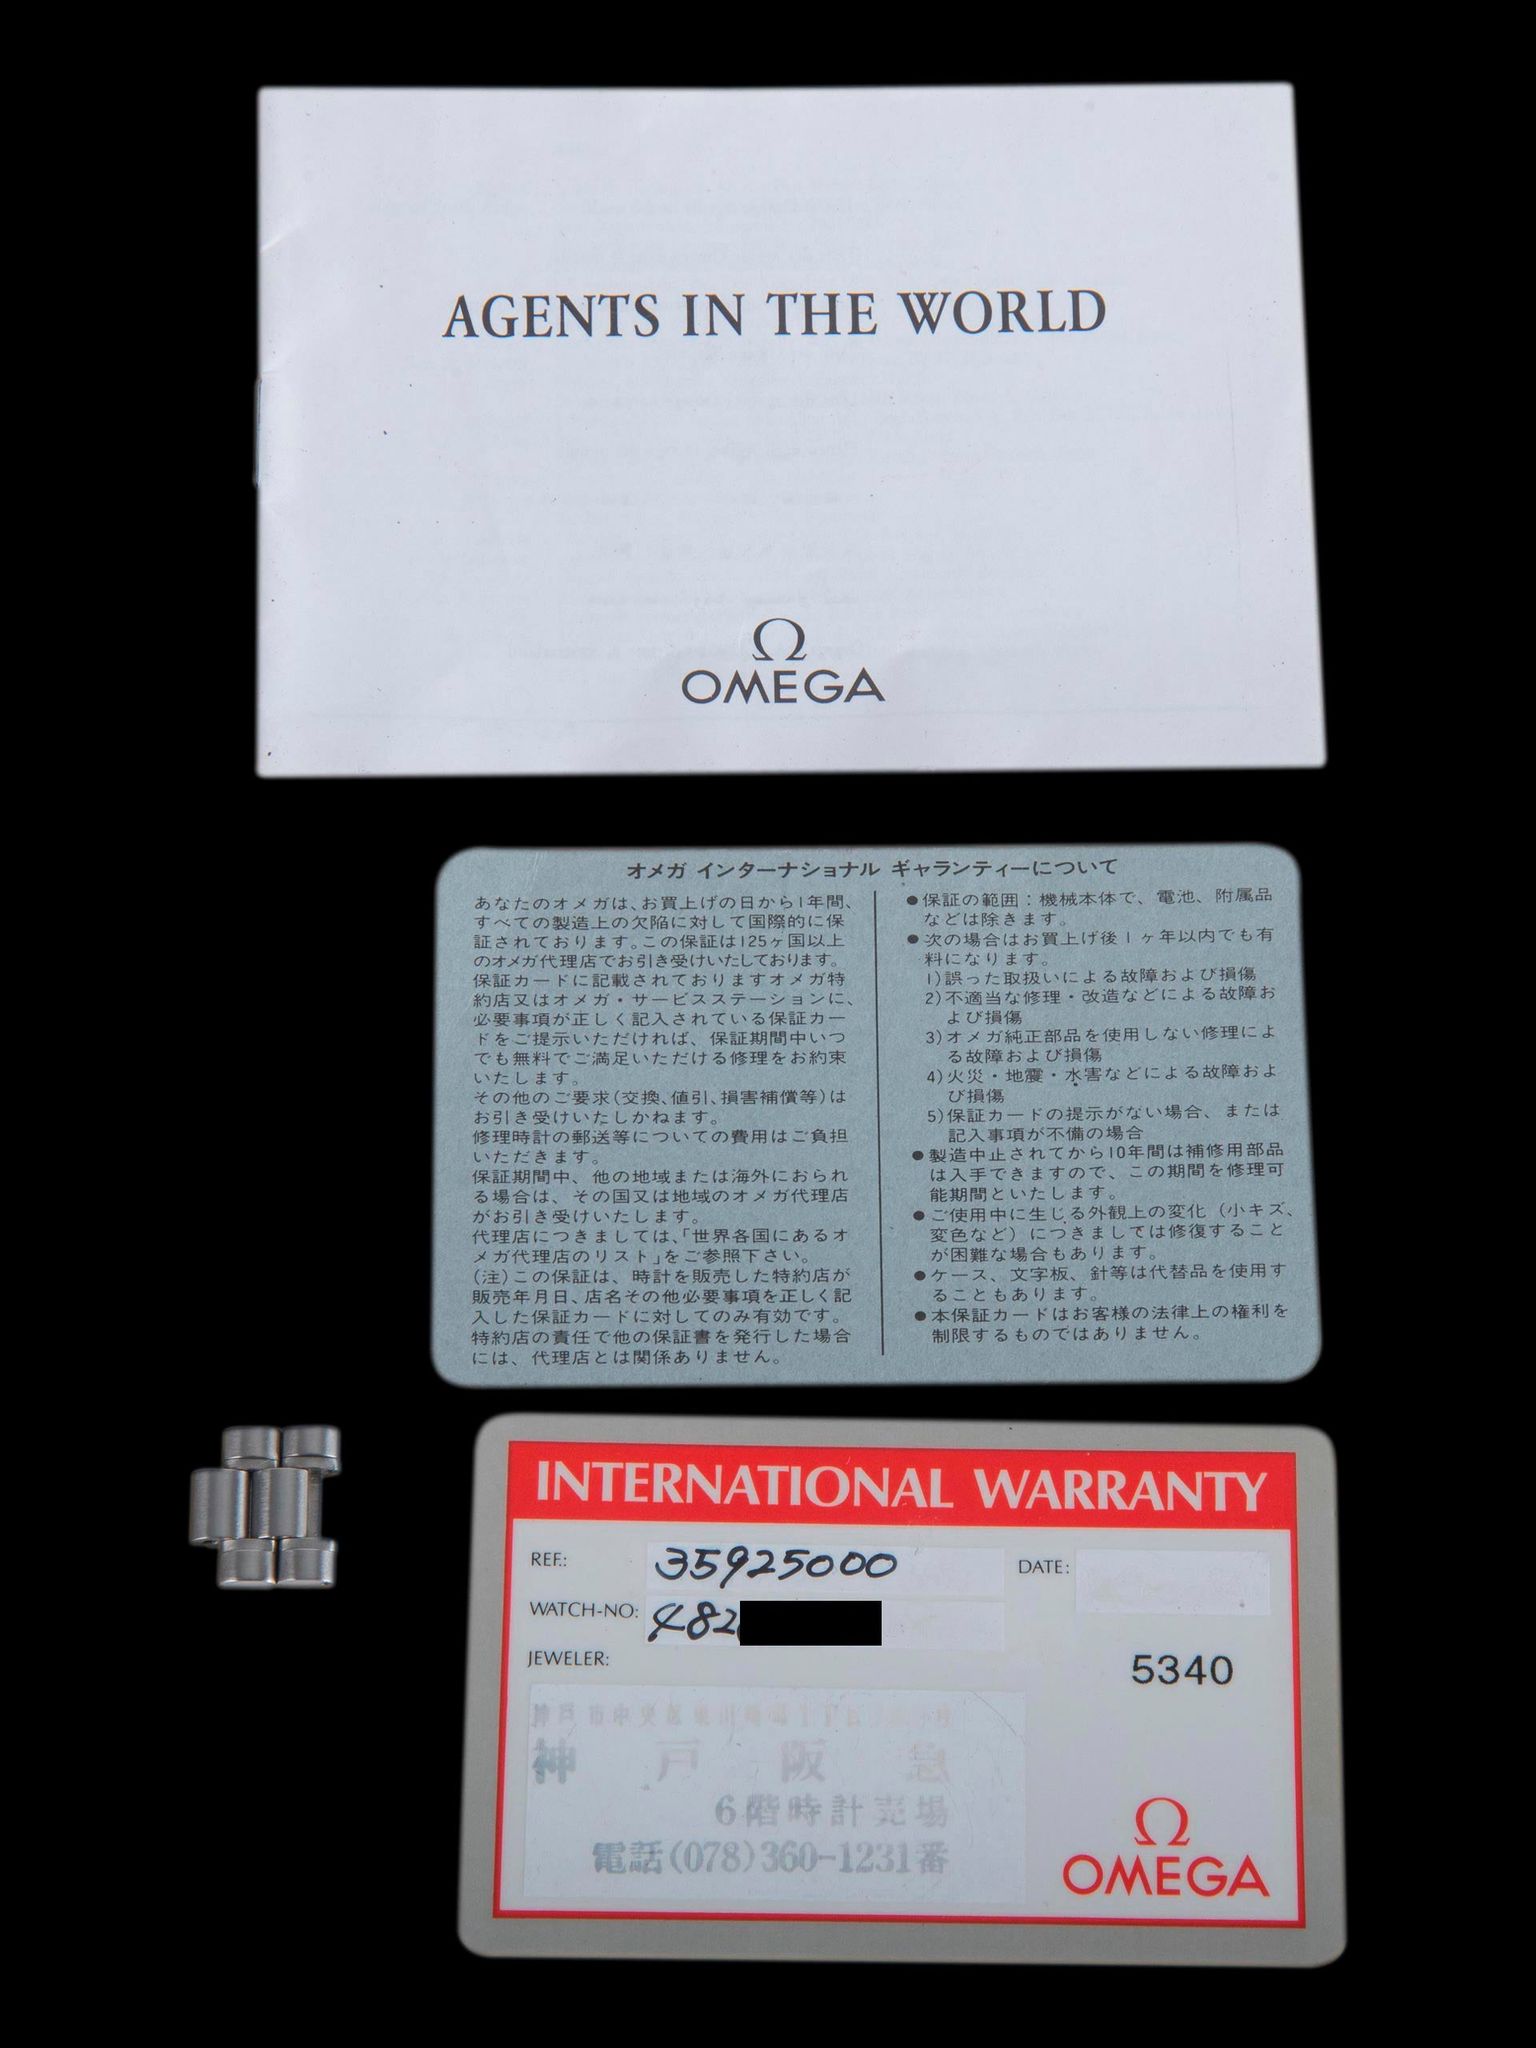 AGENTS IN THE WORLD
Ω
OMEGA
オメガ インターナショナル ギャランティーについて
あなたのオメガは、お買上げの日から1年間、
すべての製造上の欠陥に対して国際的に保
証されております。この保証は125ヶ国以上
のオメガ代理店でお引き受けいたしております。
保証カードに記載されておりますオメガ特
約店又はオメガ・サービスステーションに、
必要事項が正しく記入されている保証カー
ドをご提示いただければ、保証期間中いつ
でも無料でご満足いただける修理をお約束
いたします。
その他のご要求(交換、値引、損害補償等)は
お引き受けいたしかねます。
修理時計の郵送等についての費用はご負担
いただきます。
保証期間中、他の地域または海外におられ
る場合は、その国又は地域のオメガ代理店
がお引き受けいたします。
代理店につきましては、「世界各国にあるオ
メガ代理店のリスト」をご参照下さい。
(注)この保証は、時計を販売した特約店が
販売年月日、店名その他必要事項を正しく記
入した保証カードに対してのみ有効です。
特約店の責任で他の保証書を発行した場合
には、代理店とは関係ありません。
●保証の範囲:機械本体で、電池、附属品
などは除きます。
●次の場合はお買上げ後1ヶ年以内でも有
料になります。
1)誤った取扱いによる故障および損傷
2)不適当な修理・改造などによる故障お
よび損傷
3)オメガ純正部品を使用しない修理によ
る故障および損傷
4)火災・地震・水害などによる故障およ
び損傷
5)保証カードの提示がない場合、または
記入事項が不備の場合
●製造中止されてから10年間は補修用部品
は入手できますので、この期間を修理可
能期間といたします。
●ご使用中に生じる外観上の変化(小キズ、
変色など)につきましては修復すること
が困難な場合もあります。
●ケース、文字板、針等は代替品を使用す
ることもあります。
●本保証カードはお客様の法律上の権利を
制限するものではありません。
INTERNATIONAL WARRANTY
REF.: 35925000 DATE:
WATCH-NO: 482
JEWELER:
5340
神戸市中央区東川崎町1丁目
神戸阪急
6階時計売場
電話(078)360-1231番
Ω
OMEGA